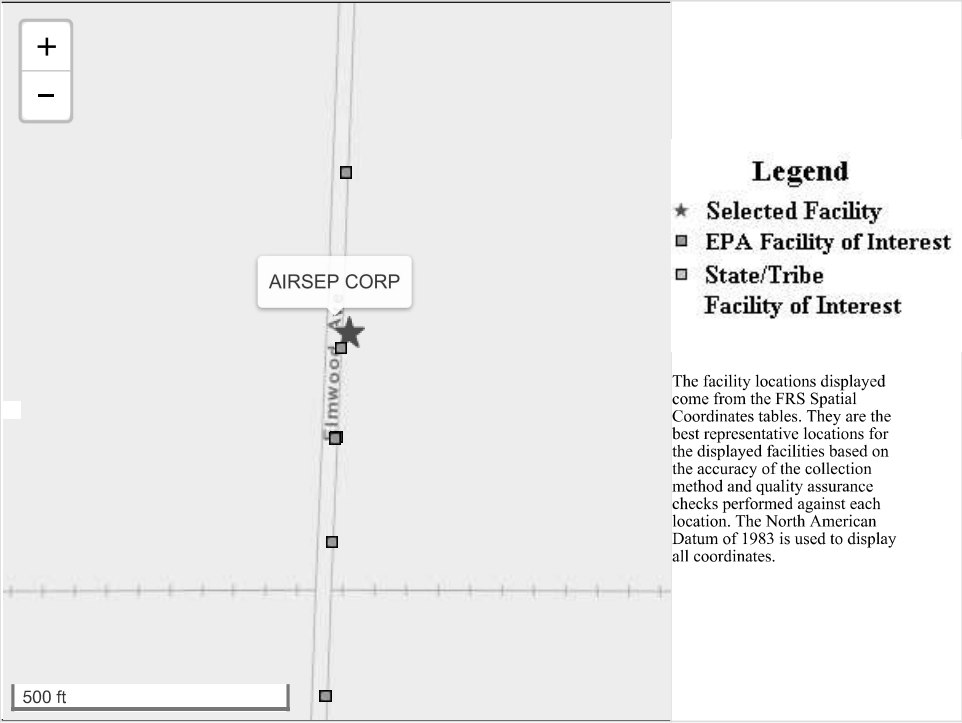 +
−
AIRSEP CORP
Elmwood Ave
500 ft
Legend
Selected Facility
EPA Facility of Interest
State/Tribe
Facility of Interest
The facility locations displayed
come from the FRS Spatial
Coordinates tables. They are the
best representative locations for
the displayed facilities based on
the accuracy of the collection
method and quality assurance
checks performed against each
location. The North American
Datum of 1983 is used to display
all coordinates.